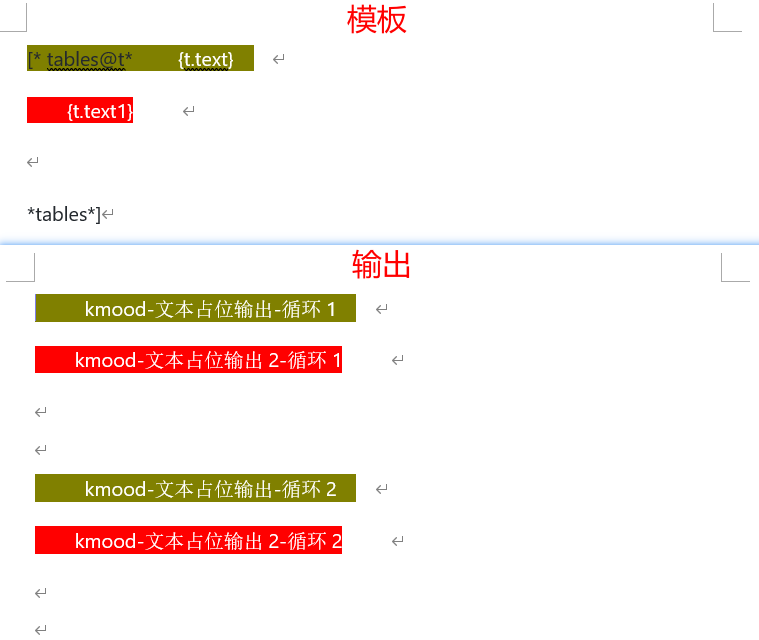 模板
[* tables@t* {t.text}
{t.text1}
*tables*]
输出
kmood-文本占位输出-循环 1
kmood-文本占位输出 2-循环 1
kmood-文本占位输出-循环 2
kmood-文本占位输出 2-循环 2